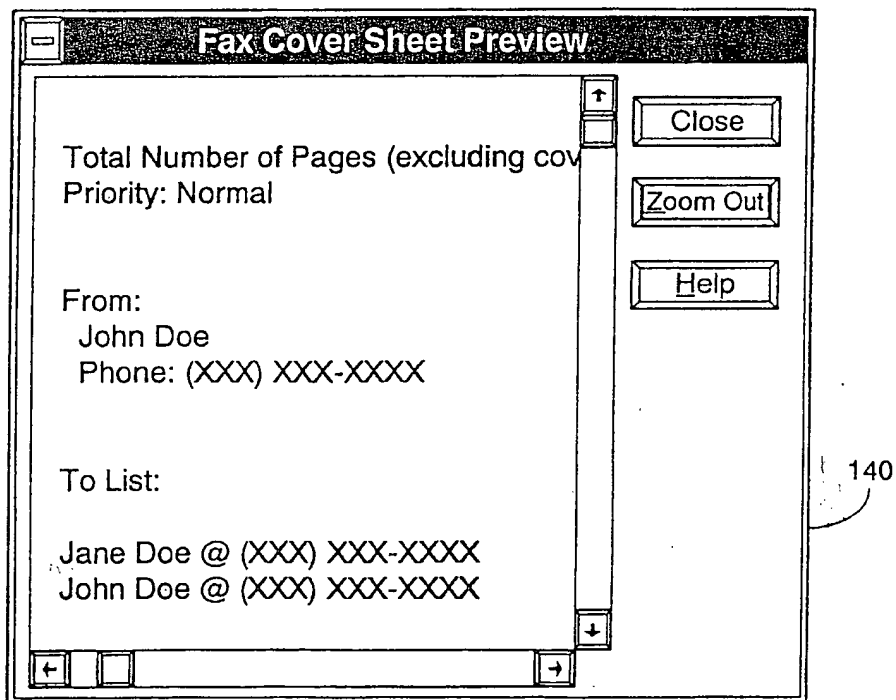 Fax Cover Sheet Preview
Total Number of Pages (excluding cov
Priority: Normal
From:
John Doe
Phone: (XXX) XXX-XXXX
To List:
Jane Doe @ (XXX) XXX-XXXX
John Doe @ (XXX) XXX-XXXX
Close
Zoom Out
Help
140